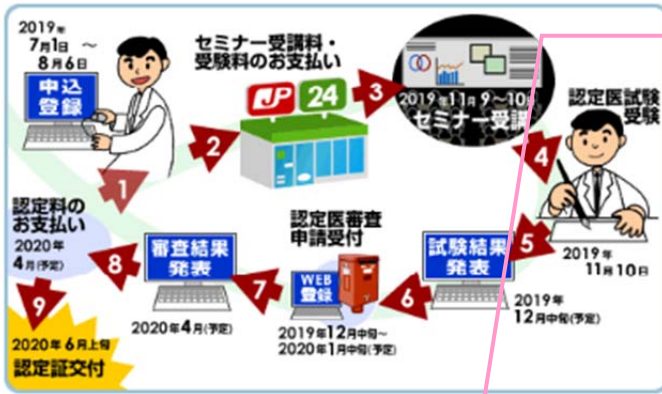 2019年
7月1日 ～
8月6日
申込
登録
1
セミナー受講料・
受験料のお支払い
JP
24
2
3
2019年11月9～10
セミナー受講
4
認定医試験
受験
2019年
11月10日
5
試験結果
発表
2019年
12月中旬(予定)
6
認定医審査
申請受付
WEB
登録
2019年12月中旬～
2020年1月中旬(予定)
7
審査結果
発表
2020年4月(予定)
8
認定料の
お支払い
2020年
4月(予定)
9
2020年6月上旬
認定証交付